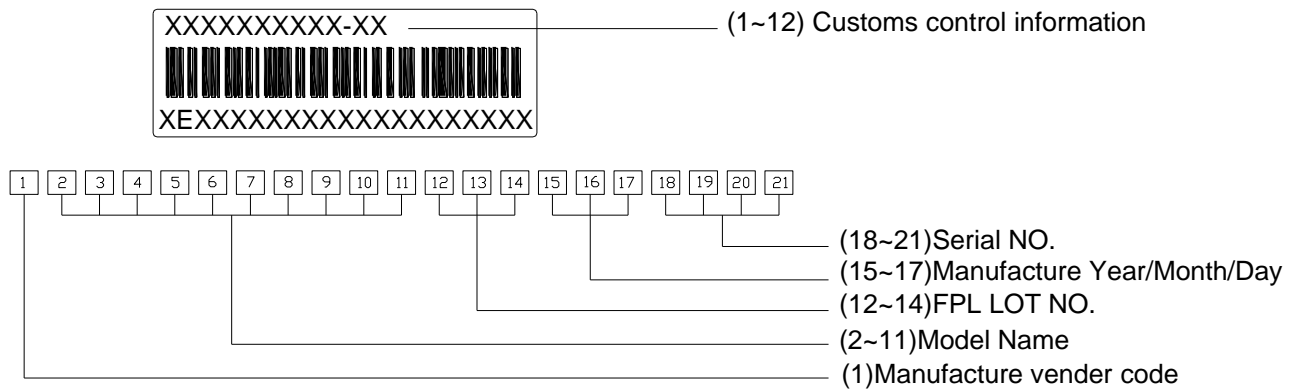 XXXXXXXXXX-XX
(1~12) Customs control information
XEXXXXXXXXXXXXXXXXXXX
1 2 3 4 5 6 7 8 9 10 11 12 13 14 15 16 17 18 19 20 21
(18~21)Serial NO.
(15~17)Manufacture Year/Month/Day
(12~14)FPL LOT NO.
(2~11)Model Name
(1)Manufacture vender code